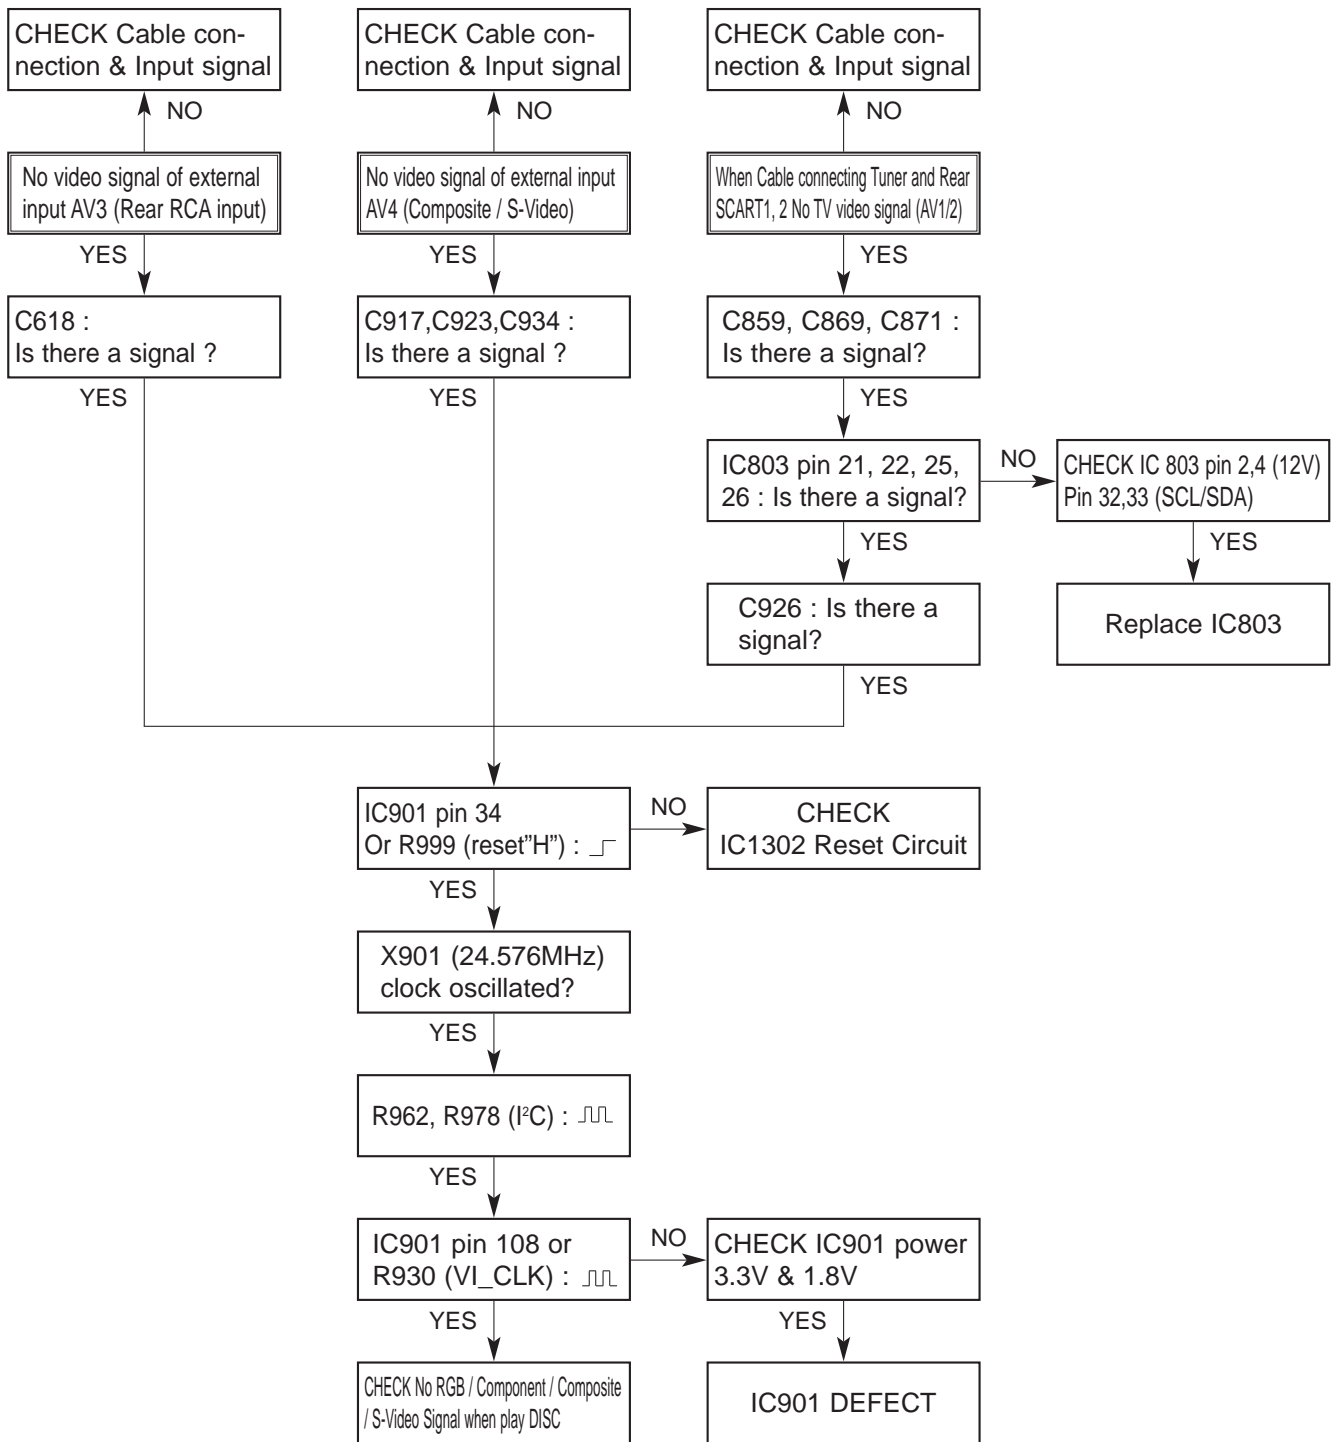 CHECK Cable con-
nection & Input signal
CHECK Cable con-
nection & Input signal
CHECK Cable con-
nection & Input signal
NO
NO
NO
No video signal of external
input AV3 (Rear RCA input)
No video signal of external input
AV4 (Composite / S-Video)
When Cable connecting Tuner and Rear
SCART1, 2 No TV video signal (AV1/2)
YES
YES
YES
C618 :
Is there a signal ?
C917,C923,C934 :
Is there a signal ?
C859, C869, C871 :
Is there a signal?
YES
YES
YES
IC803 pin 21, 22, 25,
26 : Is there a signal?
NO
CHECK IC 803 pin 2,4 (12V)
Pin 32,33 (SCL/SDA)
YES
YES
C926 : Is there a
signal?
Replace IC803
YES
IC901 pin 34
Or R999 (reset”H”) :
NO
CHECK
IC1302 Reset Circuit
YES
X901 (24.576MHz)
clock oscillated?
YES
R962, R978 (I²C) :
YES
IC901 pin 108 or
R930 (VI_CLK) :
NO
CHECK IC901 power
3.3V & 1.8V
YES
YES
CHECK No RGB / Component / Composite
/ S-Video Signal when play DISC
IC901 DEFECT